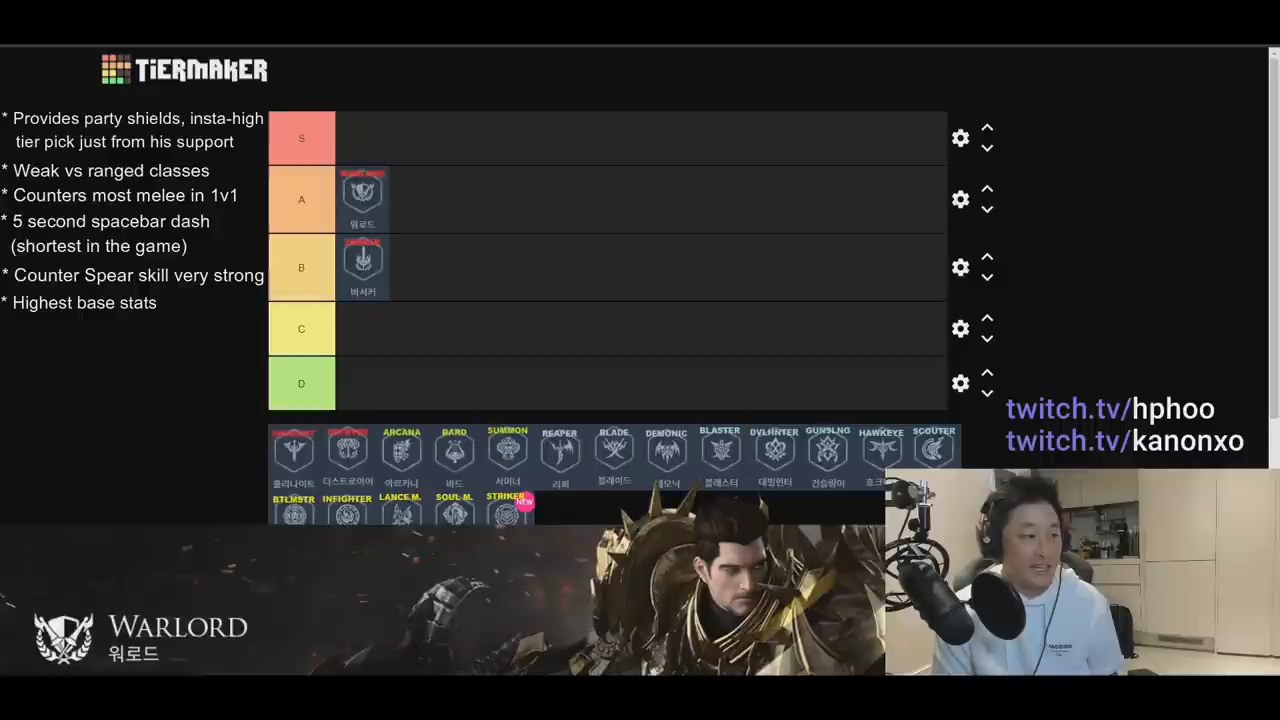 TiERMAKER
* Provides party shields, insta-high
tier pick just from his support
* Weak vs ranged classes
* Counters most melee in 1v1
* 5 second spacebar dash
(shortest in the game)
* Counter Spear skill very strong
* Highest base stats
S
A
워로드
B
버서커
C
D
ARCANA BARD SUMMON REAPER BLADE DEMONIC BLASTER DVLHNTER GUNSLNG HAWKEYE SCOUTER
홀리나이트 디스트로이어 아르카나 바드 서머너 리퍼 블레이드 데모닉 블래스터 데빌헌터 건슬링어 호크
BTLMSTR INFIGHTER LANCE M. SOUL M. STRIKER
NEW
twitch.tv/hphoo
twitch.tv/kanonxo
WARLORD
워로드